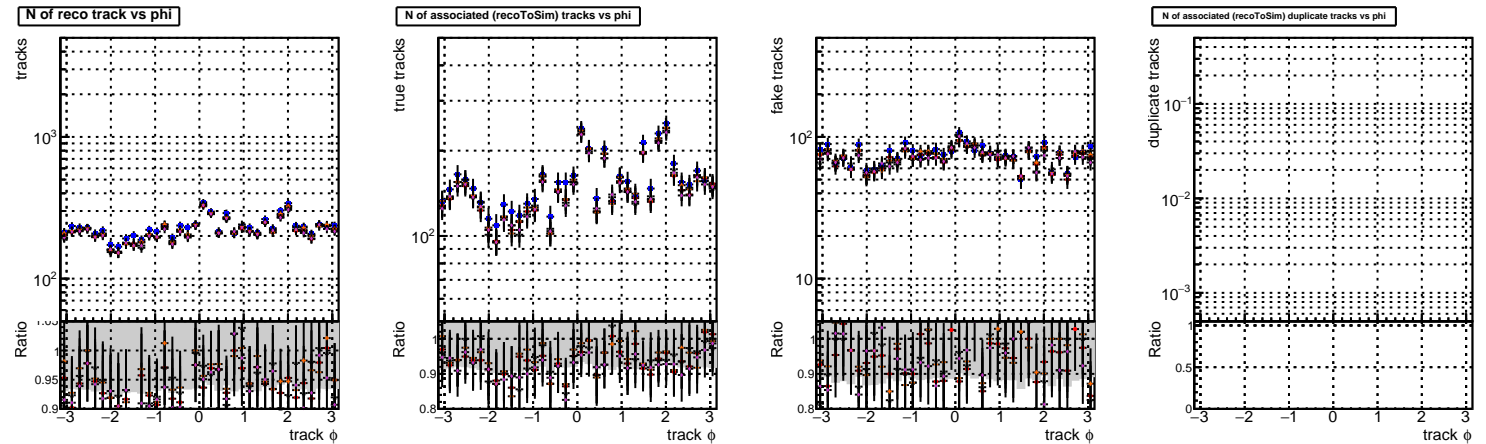 N of reco track vs phi
tracks
10³
10²
Ratio
1.05
1
0.95
0.9
−3 −2 −1 0 1 2 3
track ϕ
N of associated (recoToSim) tracks vs phi
true tracks
10²
Ratio
1
0.9
0.8
−3 −2 −1 0 1 2 3
track ϕ
fake tracks
10²
10
Ratio
1
0.9
0.8
−3 −2 −1 0 1 2 3
track ϕ
N of associated (recoToSim) duplicate tracks vs phi
duplicate tracks
10⁻¹
10⁻²
10⁻³
Ratio
1
0.5
0
−3 −2 −1 0 1 2 3
track ϕ